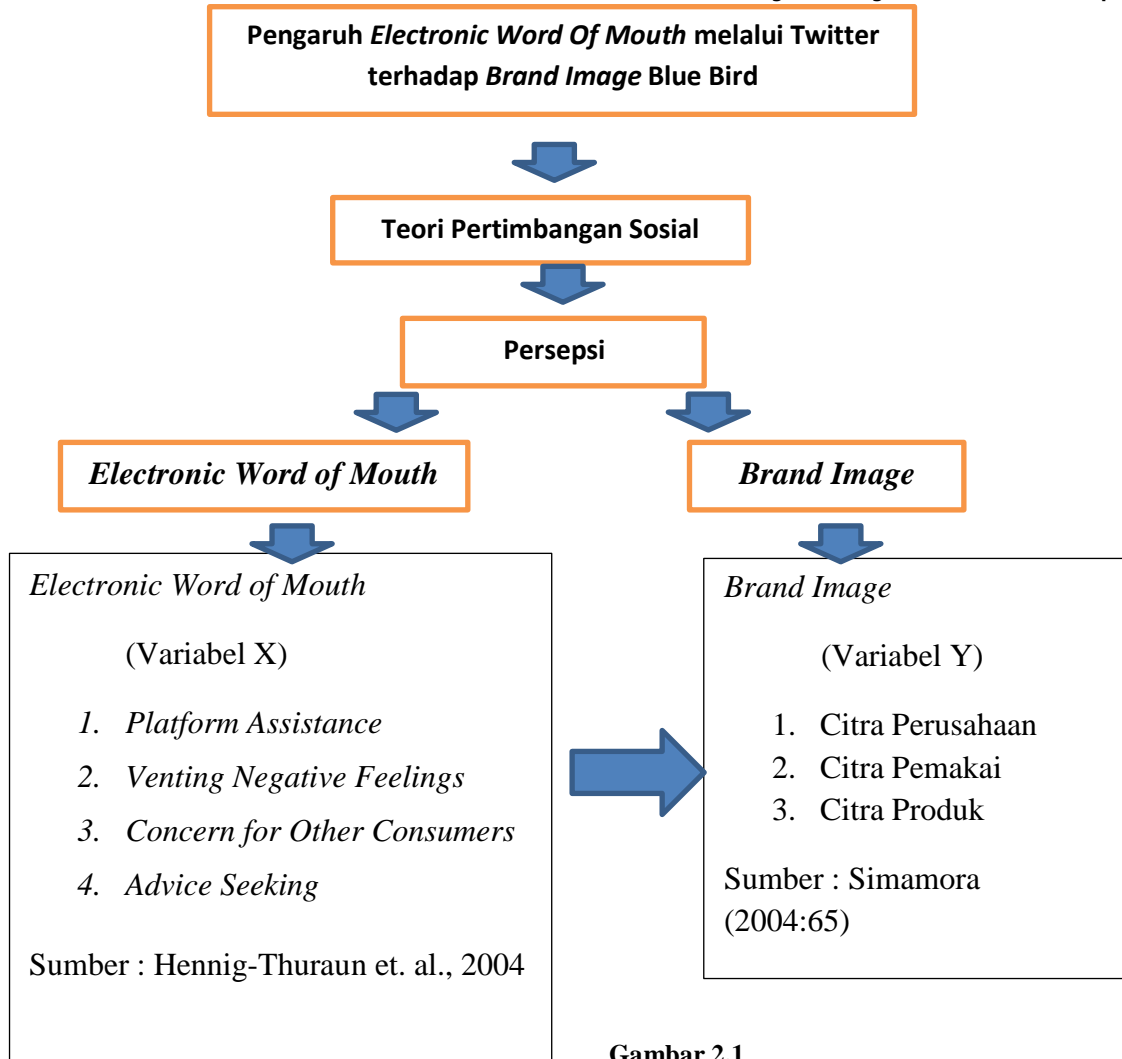 Pengaruh Electronic Word Of Mouth melalui Twitter
terhadap Brand Image Blue Bird
Teori Pertimbangan Sosial
Persepsi
Electronic Word of Mouth
Brand Image
Electronic Word of Mouth
(Variabel X)
1. Platform Assistance
2. Venting Negative Feelings
3. Concern for Other Consumers
4. Advice Seeking
Sumber : Hennig-Thuraun et. al., 2004
Brand Image
(Variabel Y)
1. Citra Perusahaan
2. Citra Pemakai
3. Citra Produk
Sumber : Simamora
(2004:65)
Gambar 2.1